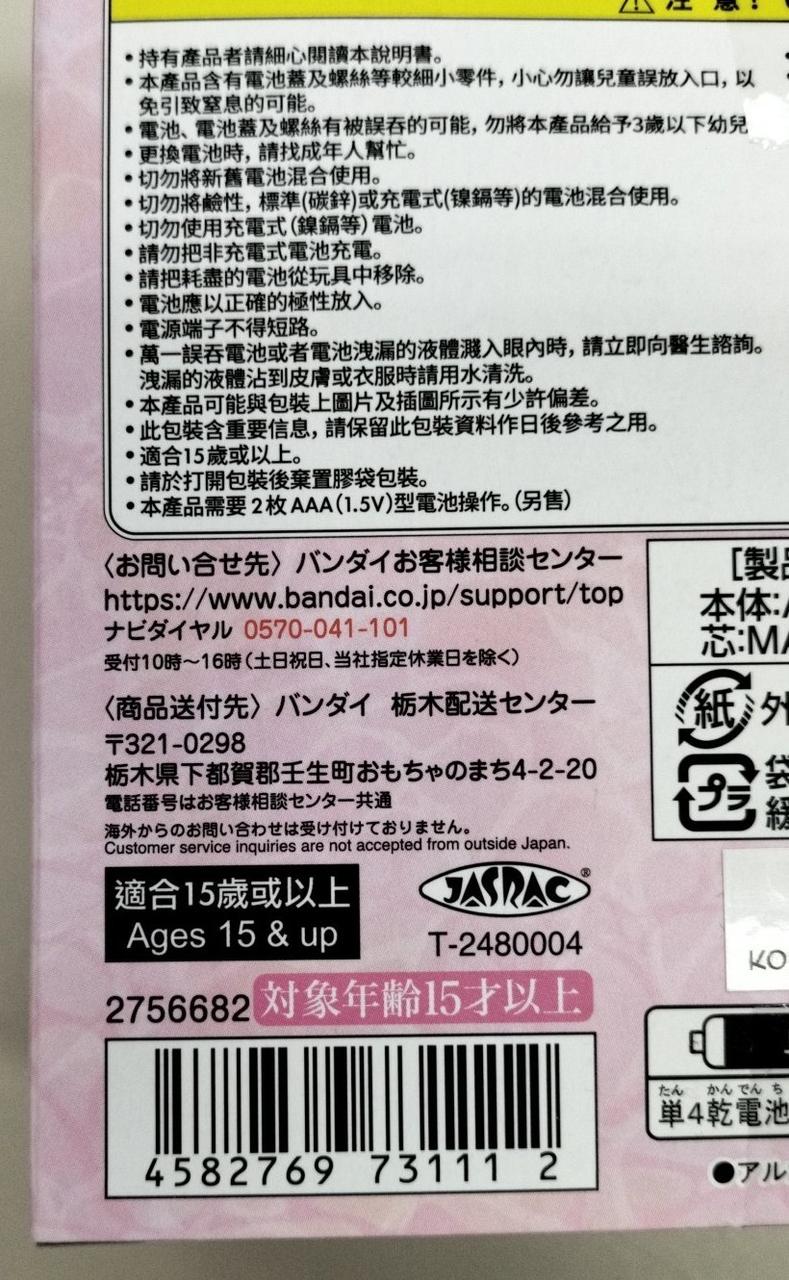 注意!
•持有產品者請細心閱讀本說明書。
•本產品含有電池蓋及螺絲等較細小零件，小心勿讓兒童誤放入口，以
免引致窒息的可能。
•電池、電池蓋及螺絲有被誤吞的可能，勿將本產品給予3歲以下幼兒
•更換電池時，請找成年人幫忙。
•切勿將新舊電池混合使用。
•切勿將鹼性，標準(碳鋅)或充電式(镍鎘等)的電池混合使用。
•切勿使用充電式(鎳鎘等)電池。
•請勿把非充電式電池充電。
•請把耗盡的電池從玩具中移除。
•電池應以正確的極性放入。
•電源端子不得短路。
•萬一誤吞電池或者電池洩漏的液體濺入眼內時，請立即向醫生諮詢。
洩漏的液體沾到皮膚或衣服時請用水清洗。
•本產品可能與包裝上圖片及插圖所示有少許偏差。
•此包裝含重要信息，請保留此包裝資料作日後參考之用。
•適合15歲或以上。
•請於打開包裝後棄置膠袋包裝。
•本產品需要2枚AAA(1.5V)型電池操作。(另售)
〈お問い合せ先〉バンダイお客様相談センター
https://www.bandai.co.jp/support/top
ナビダイヤル 0570-041-101
受付10時〜16時(土日祝日、当社指定休業日を除く)
〈商品送付先〉バンダイ 栃木配送センター
〒321-0298
栃木県下都賀郡壬生町おもちゃのまち4-2-20
電話番号はお客様相談センター共通
海外からのお問い合わせは受け付けておりません。
Customer service inquiries are not accepted from outside Japan.
適合15歲或以上
Ages 15 & up
JASRAC®
T-2480004
2756682 対象年齢15才以上
4582769 73111 2
[製品
本体:
芯:MA
紙 外
プラ 袋
緩
KO
たん かんでんち
単4乾電池
●アル